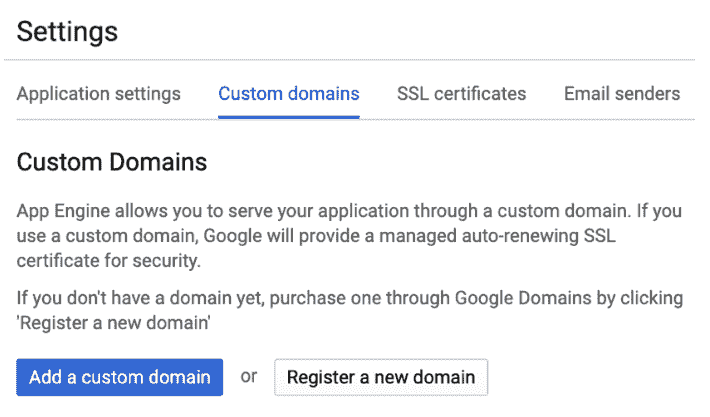 Settings
Application settings Custom domains SSL certificates Email senders
Custom Domains
App Engine allows you to serve your application through a custom domain. If you
use a custom domain, Google will provide a managed auto-renewing SSL
certificate for security.
If you don't have a domain yet, purchase one through Google Domains by clicking
'Register a new domain'
Add a custom domain or Register a new domain